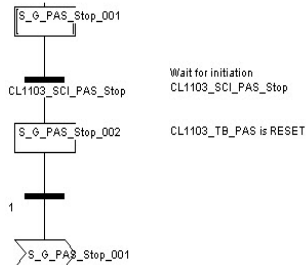 S_G_PAS_Stop_001
Wait for initiation
CL1103_SCI_PAS_Stop
CL1103_SCI_PAS_Stop
S_G_PAS_Stop_002
CL1103_TB_PAS is RESET
1
S_G_PAS_Stop_001